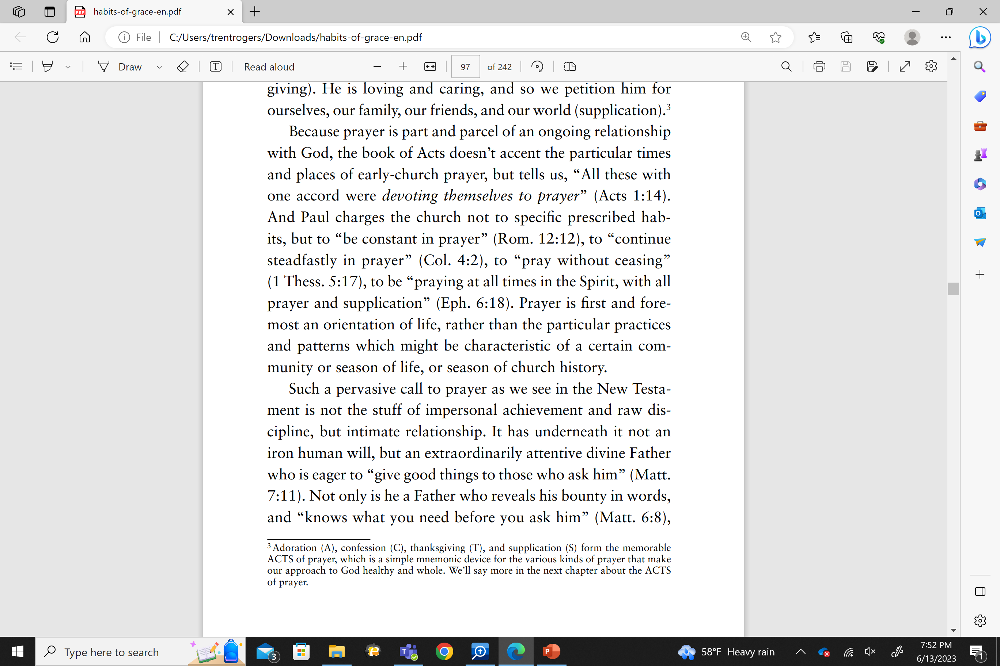 habits-of-grace-en.pdf
File
C:/Users/trentrogers/Downloads/habits-of-grace-en.pdf
Draw
Read aloud
97
of 242
giving). He is loving and caring, and so we petition him for
ourselves, our family, our friends, and our world (supplication).³
Because prayer is part and parcel of an ongoing relationship
with God, the book of Acts doesn’t accent the particular times
and places of early-church prayer, but tells us, “All these with
one accord were devoting themselves to prayer” (Acts 1:14).
And Paul charges the church not to specific prescribed hab-
its, but to “be constant in prayer” (Rom. 12:12), to “continue
steadfastly in prayer” (Col. 4:2), to “pray without ceasing”
(1 Thess. 5:17), to be “praying at all times in the Spirit, with all
prayer and supplication” (Eph. 6:18). Prayer is first and fore-
most an orientation of life, rather than the particular practices
and patterns which might be characteristic of a certain com-
munity or season of life, or season of church history.
Such a pervasive call to prayer as we see in the New Testa-
ment is not the stuff of impersonal achievement and raw dis-
cipline, but intimate relationship. It has underneath it not an
iron human will, but an extraordinarily attentive divine Father
who is eager to “give good things to those who ask him” (Matt.
7:11). Not only is he a Father who reveals his bounty in words,
and “knows what you need before you ask him” (Matt. 6:8),
³ Adoration (A), confession (C), thanksgiving (T), and supplication (S) form the memorable
ACTS of prayer, which is a simple mnemonic device for the various kinds of prayer that make
our approach to God healthy and whole. We’ll say more in the next chapter about the ACTS
of prayer.
Type here to search
3
58°F Heavy rain
7:52 PM
6/13/2023
1